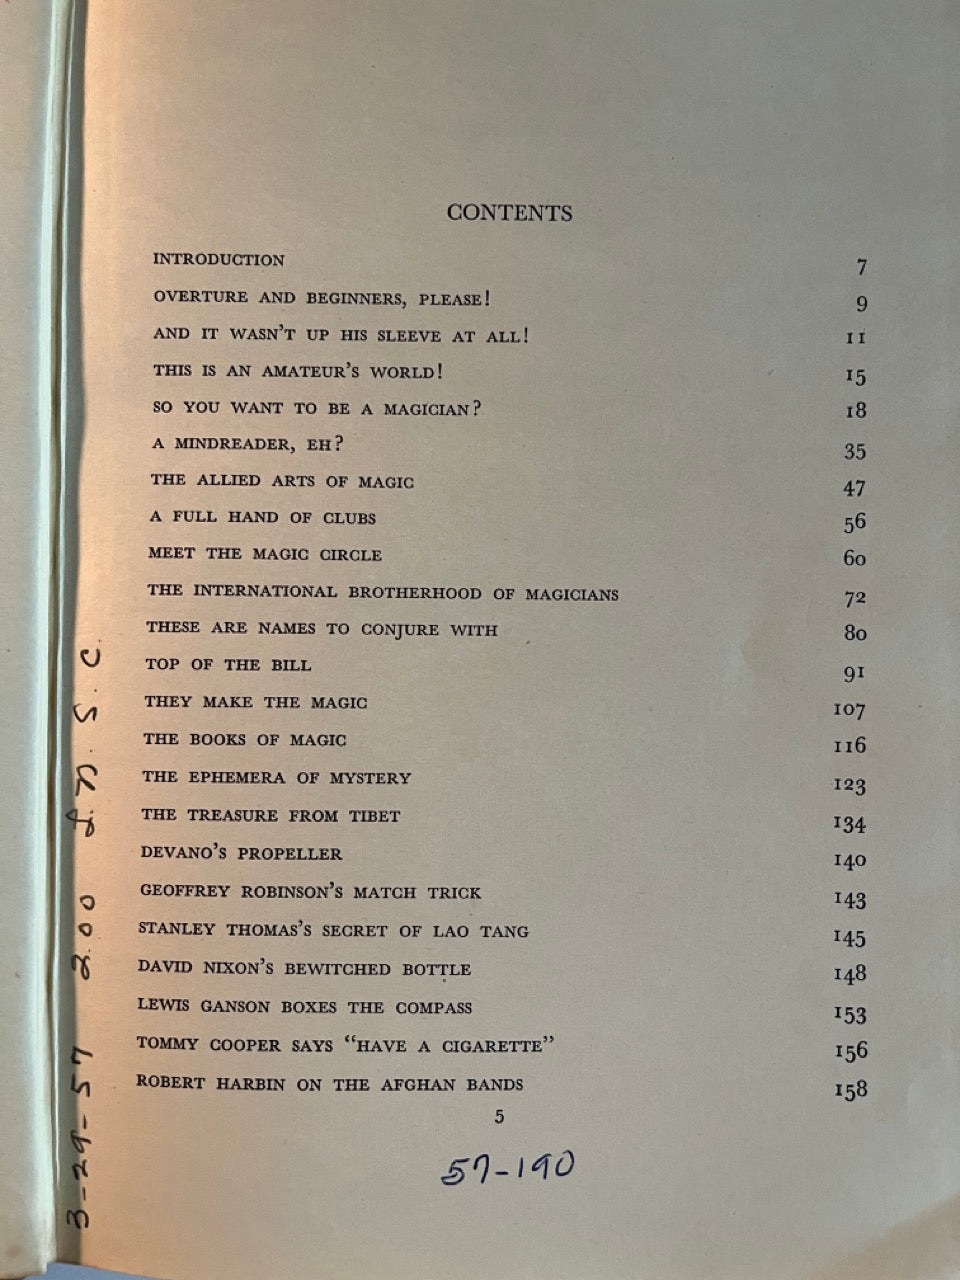 CONTENTS
INTRODUCTION 7
OVERTURE AND BEGINNERS, PLEASE! 9
AND IT WASN'T UP HIS SLEEVE AT ALL! 11
THIS IS AN AMATEUR'S WORLD! 15
SO YOU WANT TO BE A MAGICIAN? 18
A MINDREADER, EH? 35
THE ALLIED ARTS OF MAGIC 47
A FULL HAND OF CLUBS 56
MEET THE MAGIC CIRCLE 60
THE INTERNATIONAL BROTHERHOOD OF MAGICIANS 72
THESE ARE NAMES TO CONJURE WITH 80
TOP OF THE BILL 91
THEY MAKE THE MAGIC 107
THE BOOKS OF MAGIC 116
THE EPHEMERA OF MYSTERY 123
THE TREASURE FROM TIBET 134
DEVANO'S PROPELLER 140
GEOFFREY ROBINSON'S MATCH TRICK 143
STANLEY THOMAS'S SECRET OF LAO TANG 145
DAVID NIXON'S BEWITCHED BOTTLE 148
LEWIS GANSON BOXES THE COMPASS 153
TOMMY COOPER SAYS "HAVE A CIGARETTE" 156
ROBERT HARBIN ON THE AFGHAN BANDS 158
5
57-190
3-29-57 2.00